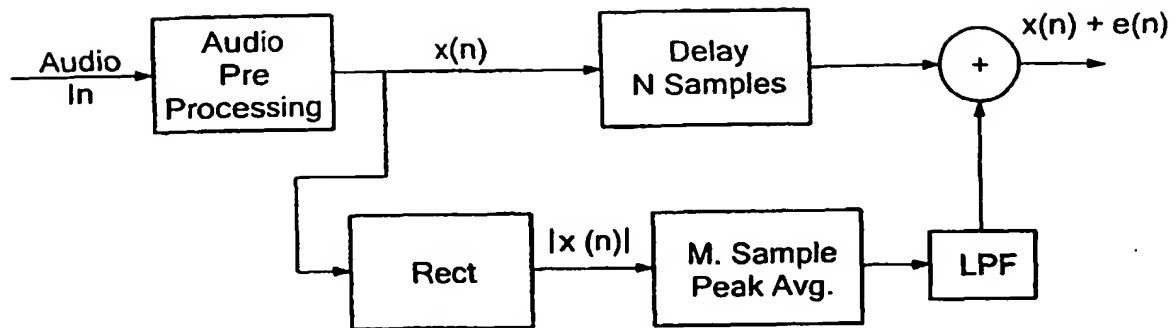 Audio
In
Audio
Pre
Processing
x(n)
Delay
N Samples
+
x(n) + e(n)
Rect
|x (n)|
M. Sample
Peak Avg.
LPF